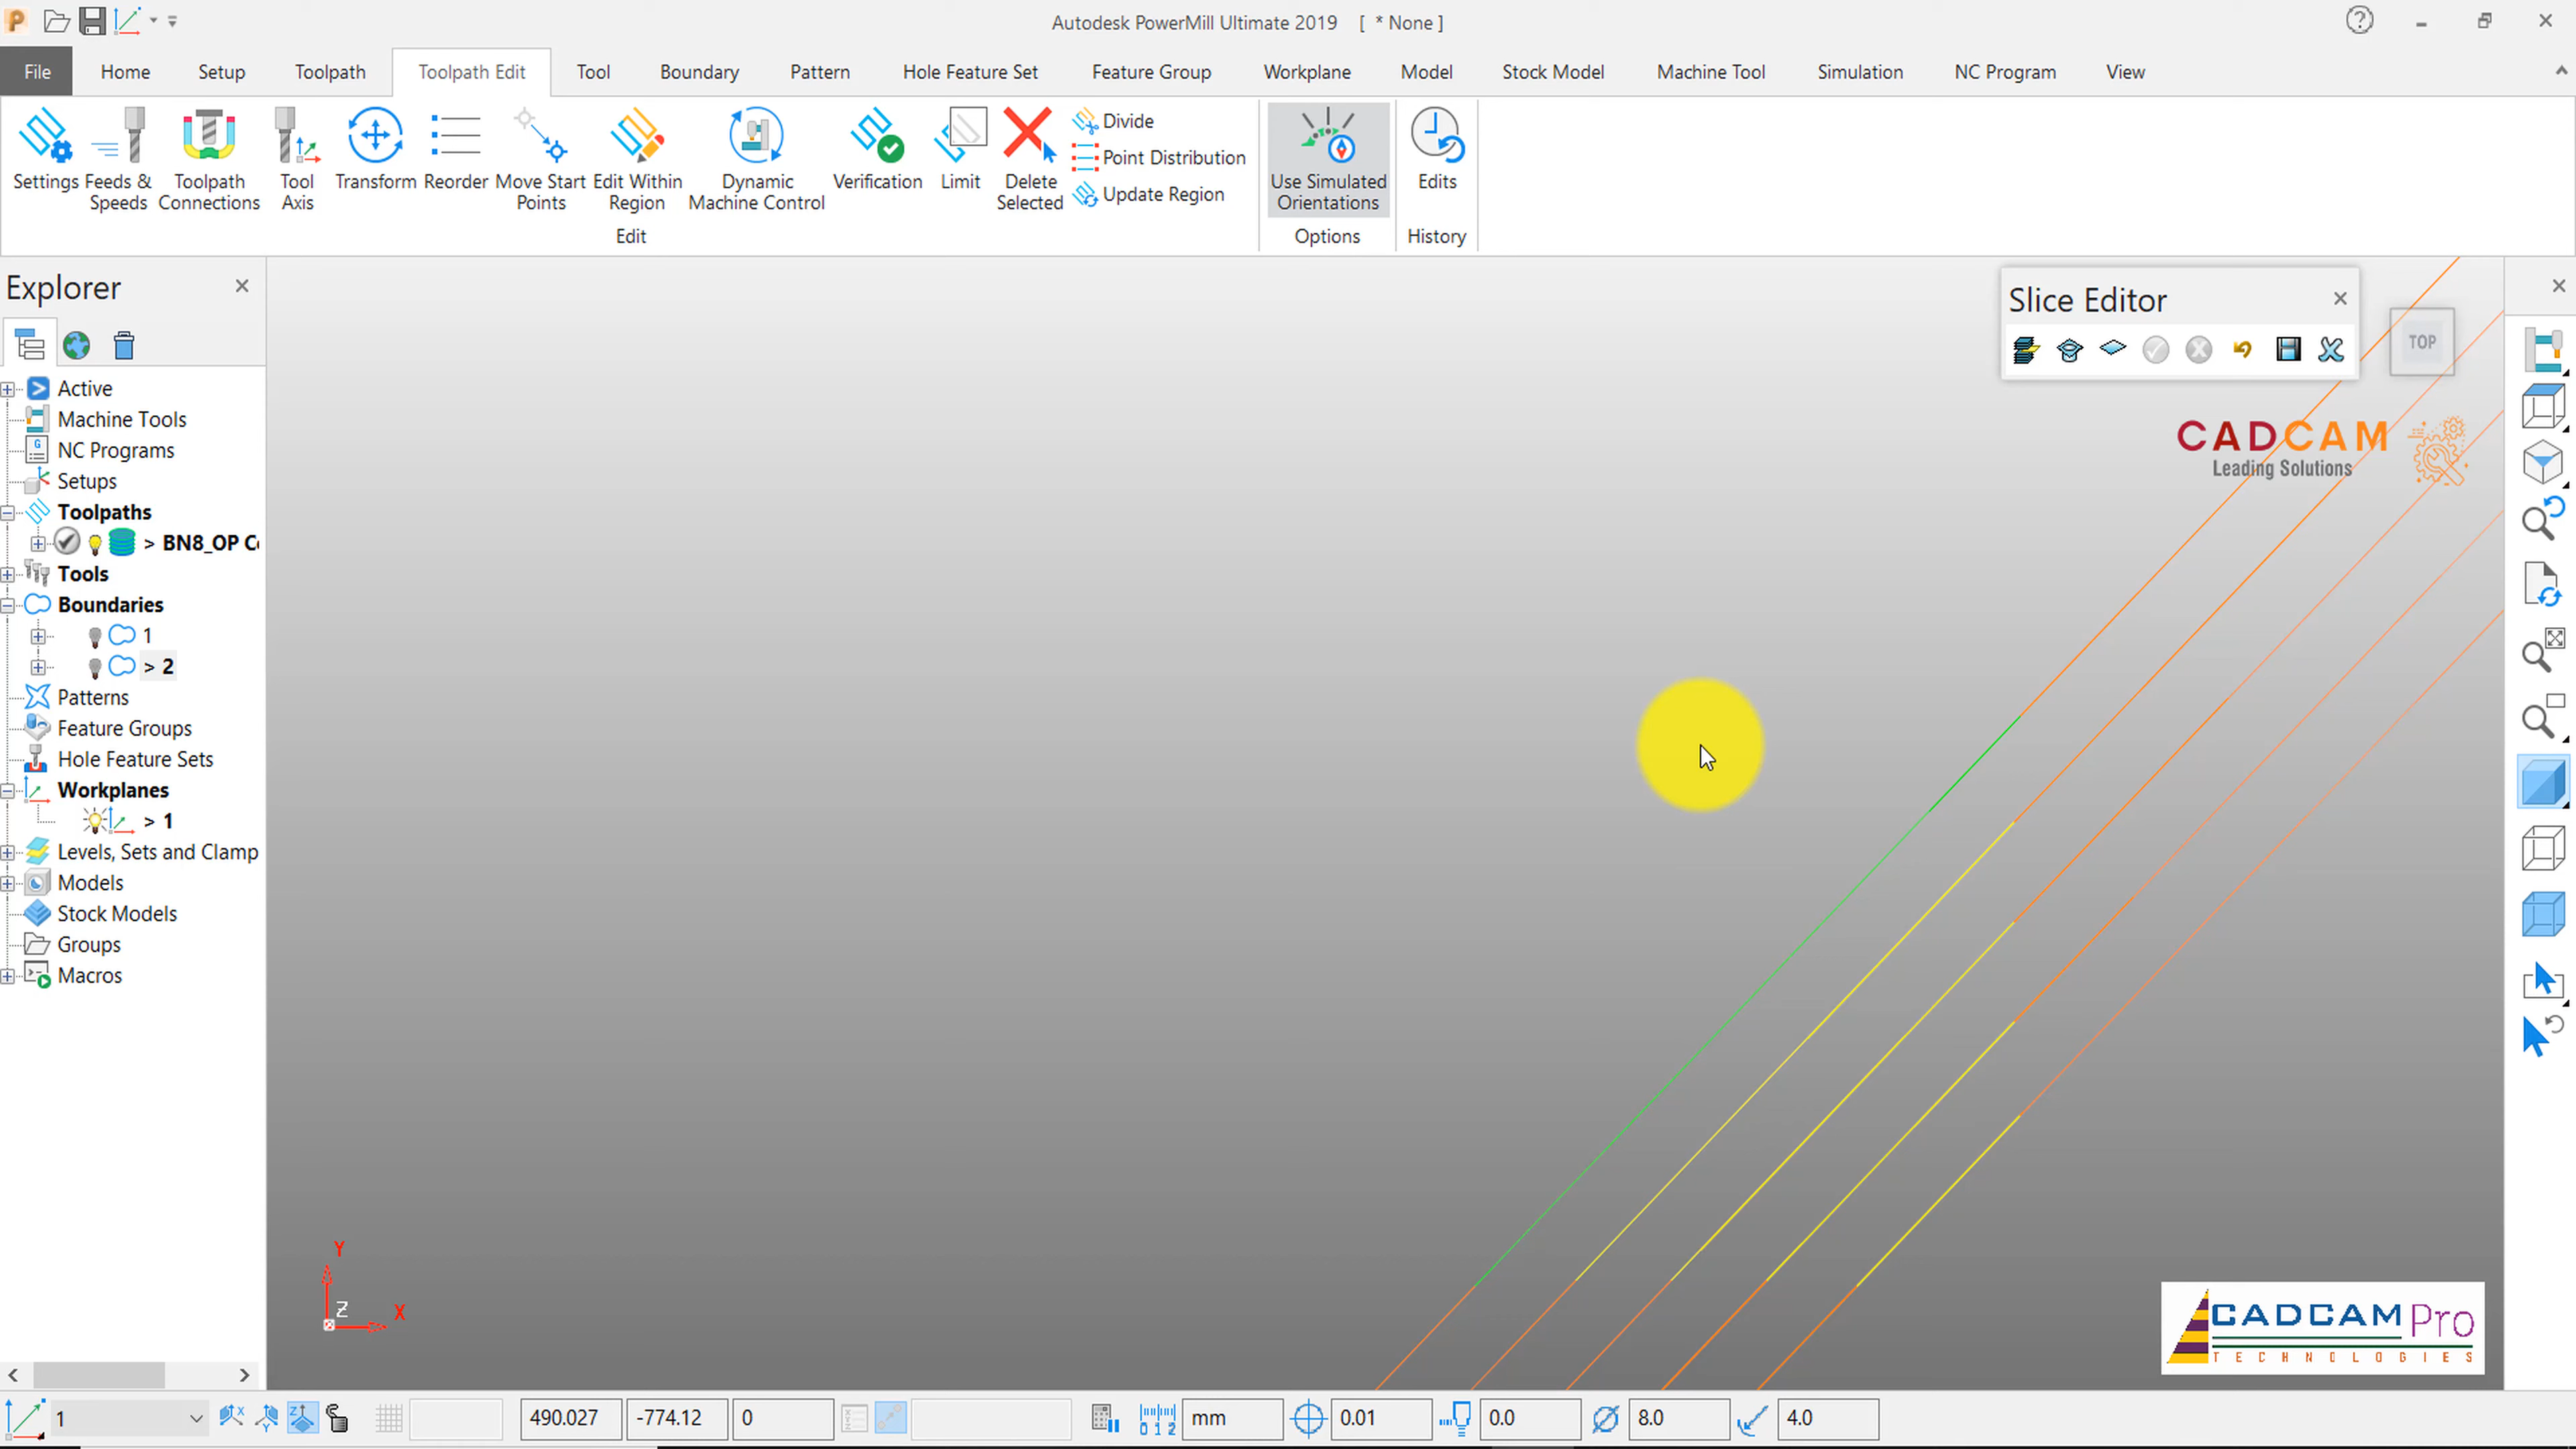 Autodesk PowerMill Ultimate 2019 [ * None ]
File Home Setup Toolpath Toolpath Edit Tool Boundary Pattern Hole Feature Set Feature Group Workplane Model Stock Model Machine Tool Simulation NC Program View
Settings
Feeds & Speeds
Toolpath Connections
Tool Axis
Transform
Reorder
Move Start Points
Edit Within Region
Dynamic Machine Control
Verification
Limit
Delete Selected
Divide
Point Distribution
Update Region
Use Simulated Orientations
Edits
Edit
Options
History
Explorer
Slice Editor
TOP
CADCAM
Leading Solutions
Active
Machine Tools
NC Programs
Setups
Toolpaths
> BN8_OP
Tools
Boundaries
1
> 2
Patterns
Feature Groups
Hole Feature Sets
Workplanes
> 1
Levels, Sets and Clamp
Models
Stock Models
Groups
Macros
Y
Z
X
CADCAM Pro
TECHNOLOGIES
1
490.027
-774.12
0
mm
0.01
0.0
8.0
4.0